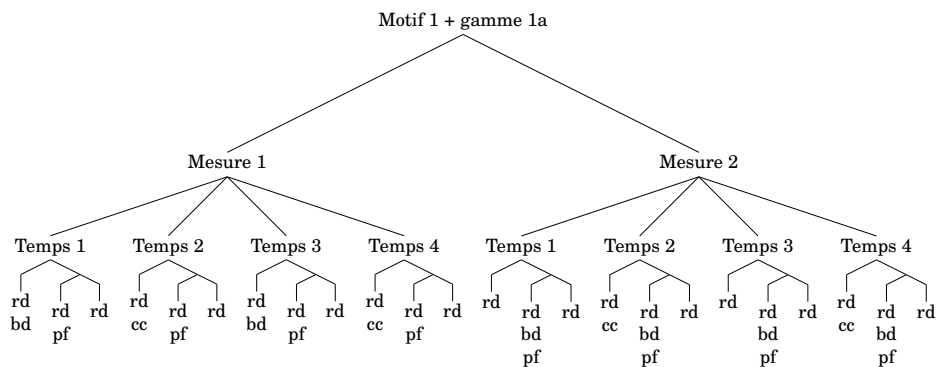 Motif 1 + gamme 1a
Mesure 1 Mesure 2
Temps 1 Temps 2 Temps 3 Temps 4 Temps 1 Temps 2 Temps 3 Temps 4
rd rd rd rd rd rd rd rd rd rd rd rd rd rd rd rd rd rd rd rd rd rd rd rd
bd pf cc pf bd pf cc pf bd cc bd bd cc bd
pf pf pf pf